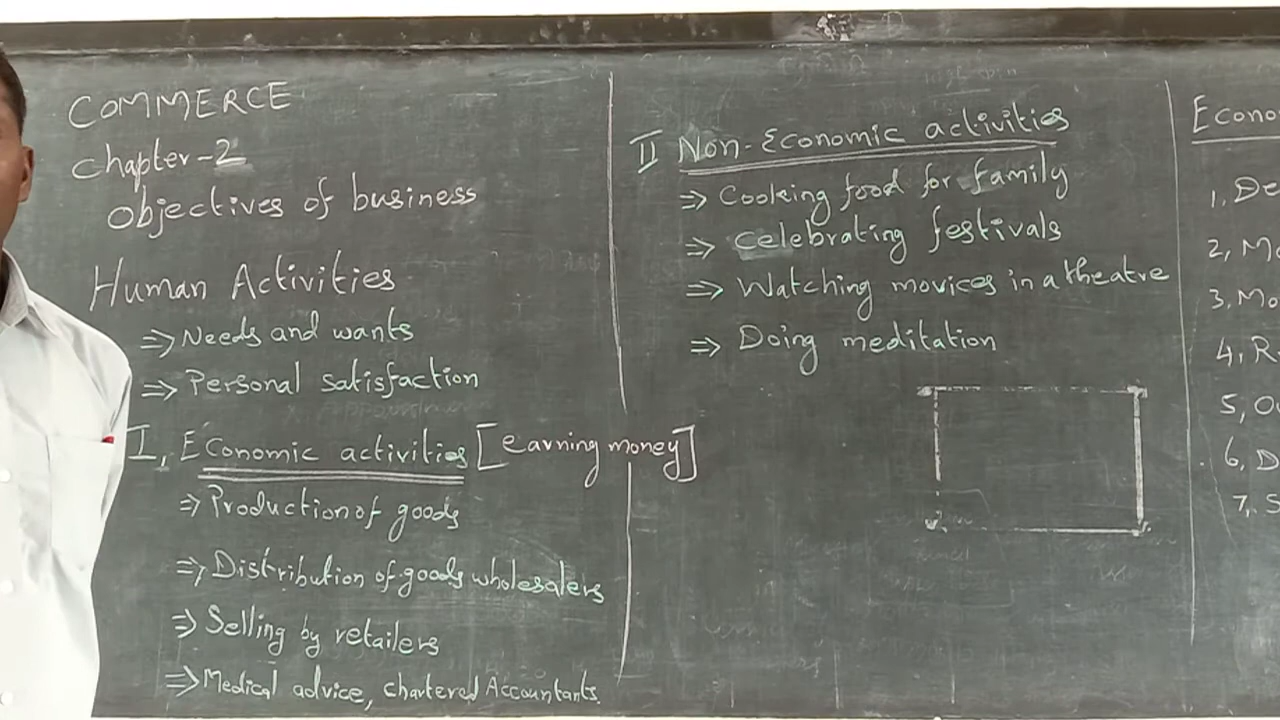 COMMERCE
Chapter-2
Objectives of business
Human Activities
⇒ Needs and wants
⇒ Personal satisfaction
I, Economic activities [earning money]
⇒ Production of goods
⇒ Distribution of goods wholesalers
⇒ Selling by retailers
⇒ Medical advice, chartered Accountants.
II Non-Economic activities
⇒ Cooking food for family
⇒ Celebrating festivals
⇒ Watching movices in a theatre
⇒ Doing meditation
Econo
1, De
2, Mo
3, Mo
4, R
5, O
6, D
7, S